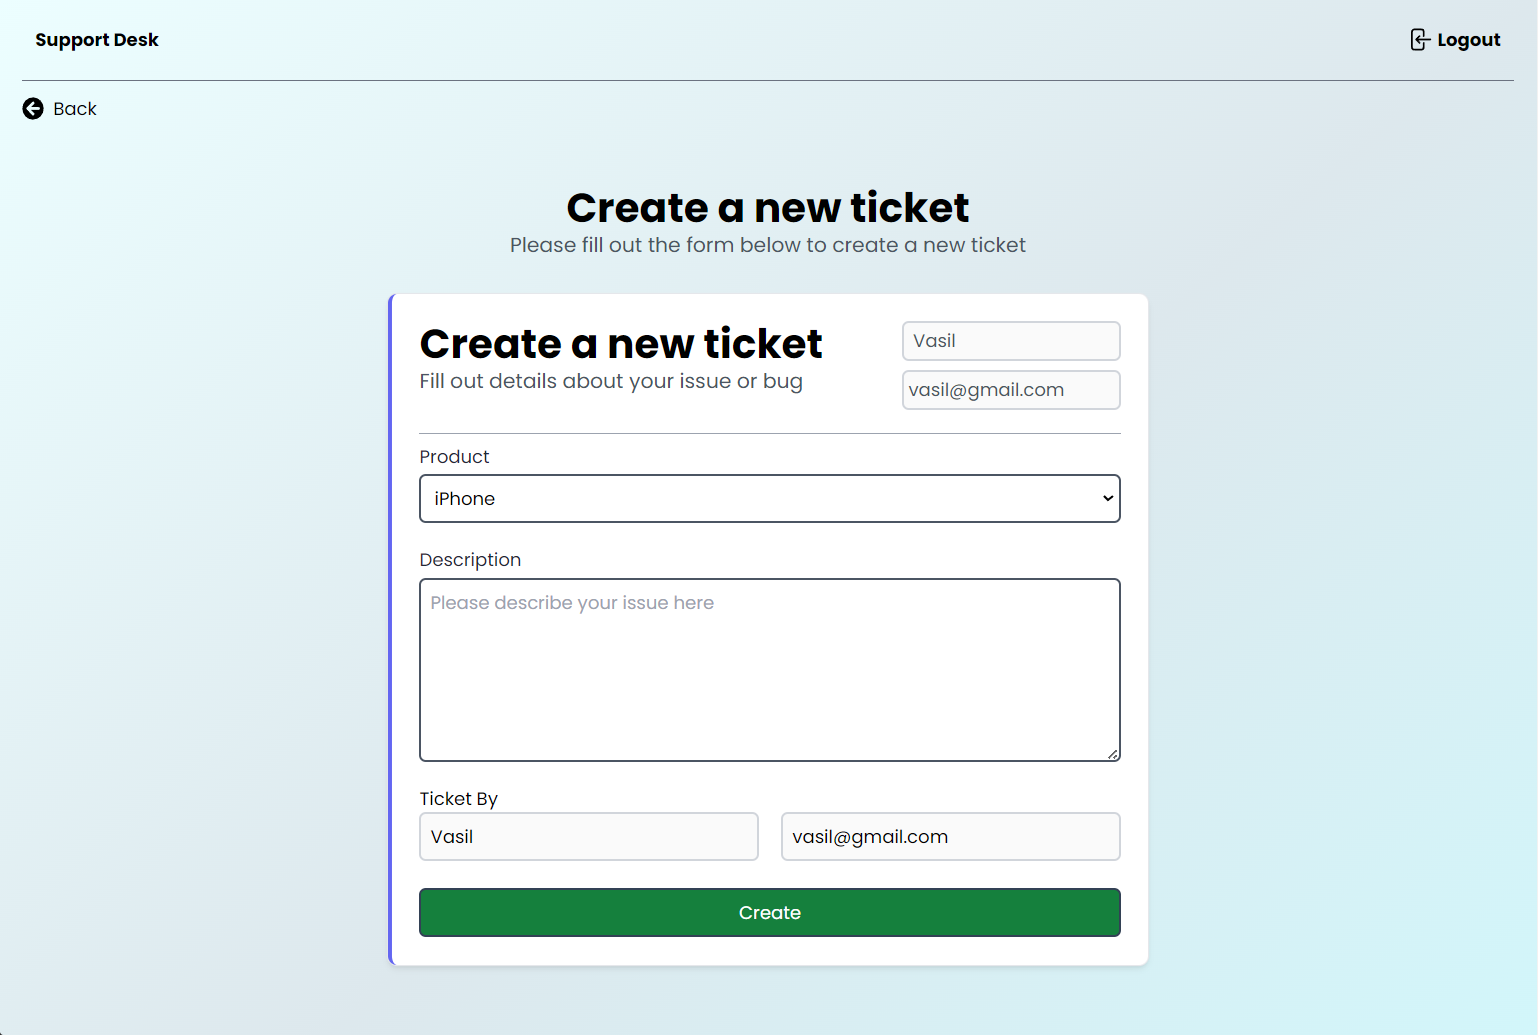 Support Desk
Logout
Back
Create a new ticket
Please fill out the form below to create a new ticket
Create a new ticket
Fill out details about your issue or bug
Vasil
vasil@gmail.com
Product
iPhone
Description
Please describe your issue here
Ticket By
Vasil
vasil@gmail.com
Create